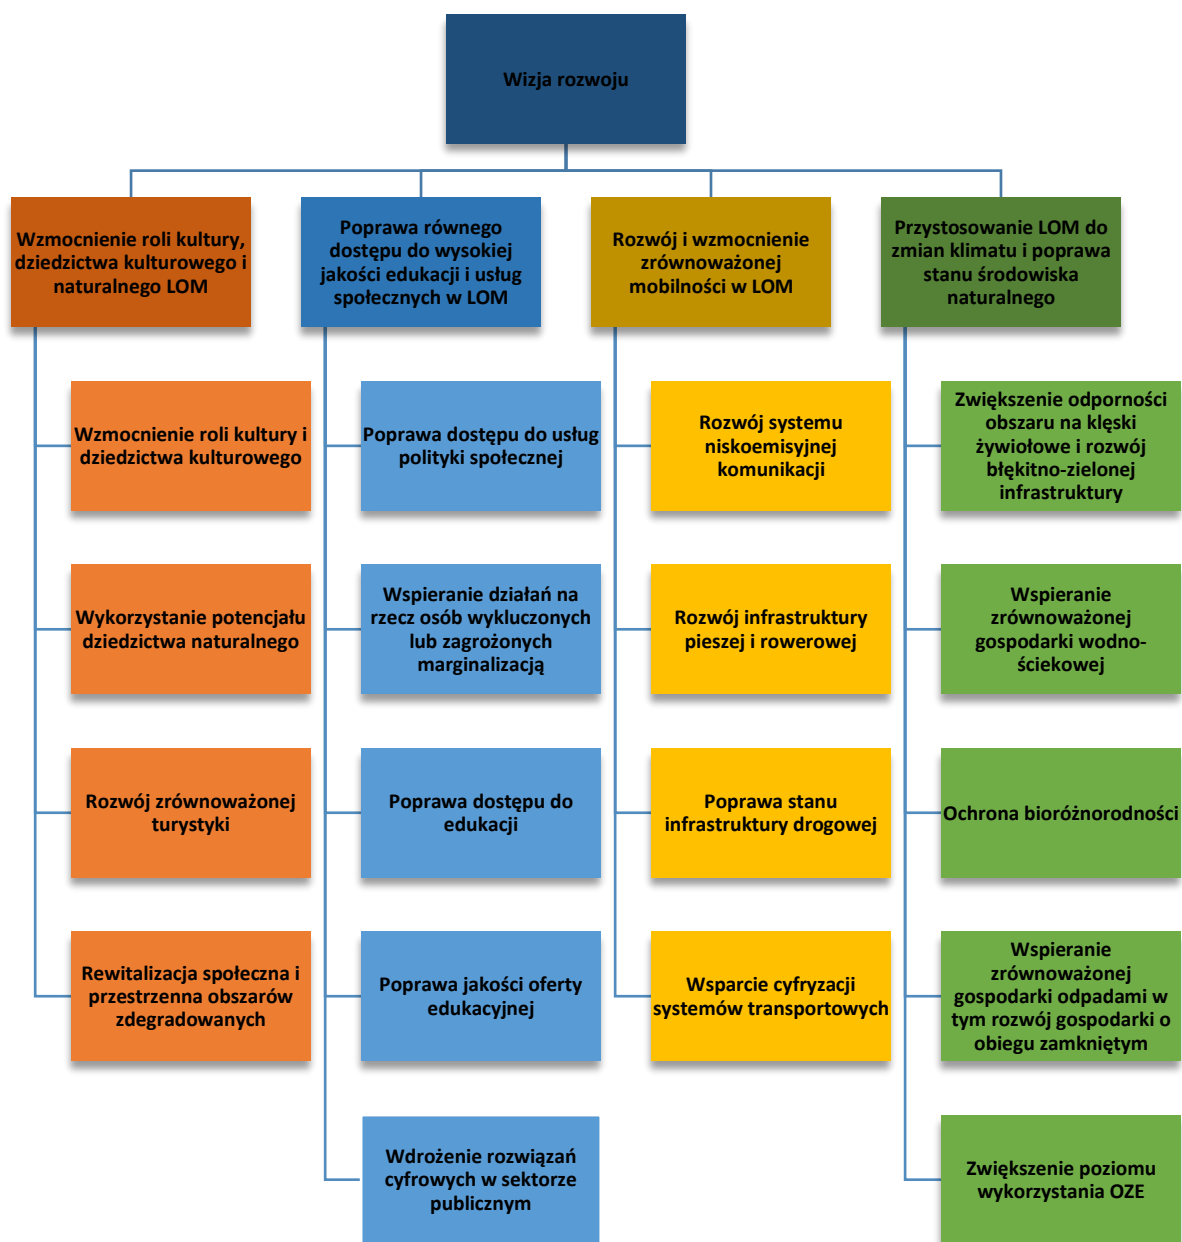 Wizja rozwoju
Wzmocnienie roli kultury,
dziedzictwa kulturowego i
naturalnego LOM
Poprawa równego
dostępu do wysokiej
jakości edukacji i usług
społecznych w LOM
Rozwój i wzmocnienie
zrównoważonej
mobilności w LOM
Przystosowanie LOM do
zmian klimatu i poprawa
stanu środowiska
naturalnego
Wzmocnienie roli kultury i
dziedzictwa kulturowego
Poprawa dostępu do usług
polityki społecznej
Rozwój systemu
niskoemisyjnej
komunikacji
Zwiększenie odporności
obszaru na klęski
żywiołowe i rozwój
błękitno-zielonej
infrastruktury
Wykorzystanie potencjału
dziedzictwa naturalnego
Wspieranie działań na
rzecz osób wykluczonych
lub zagrożonych
marginalizacją
Rozwój infrastruktury
pieszej i rowerowej
Wspieranie
zrównoważonej
gospodarki wodno-
ściekowej
Rozwój zrównoważonej
turystyki
Poprawa dostępu do
edukacji
Poprawa stanu
infrastruktury drogowej
Ochrona bioróżnorodności
Rewitalizacja społeczna i
przestrzenna obszarów
zdegradowanych
Poprawa jakości oferty
edukacyjnej
Wsparcie cyfryzacji
systemów transportowych
Wspieranie
zrównoważonej
gospodarki odpadami w
tym rozwój gospodarki o
obiegu zamkniętym
Wdrożenie rozwiązań
cyfrowych w sektorze
publicznym
Zwiększenie poziomu
wykorzystania OZE